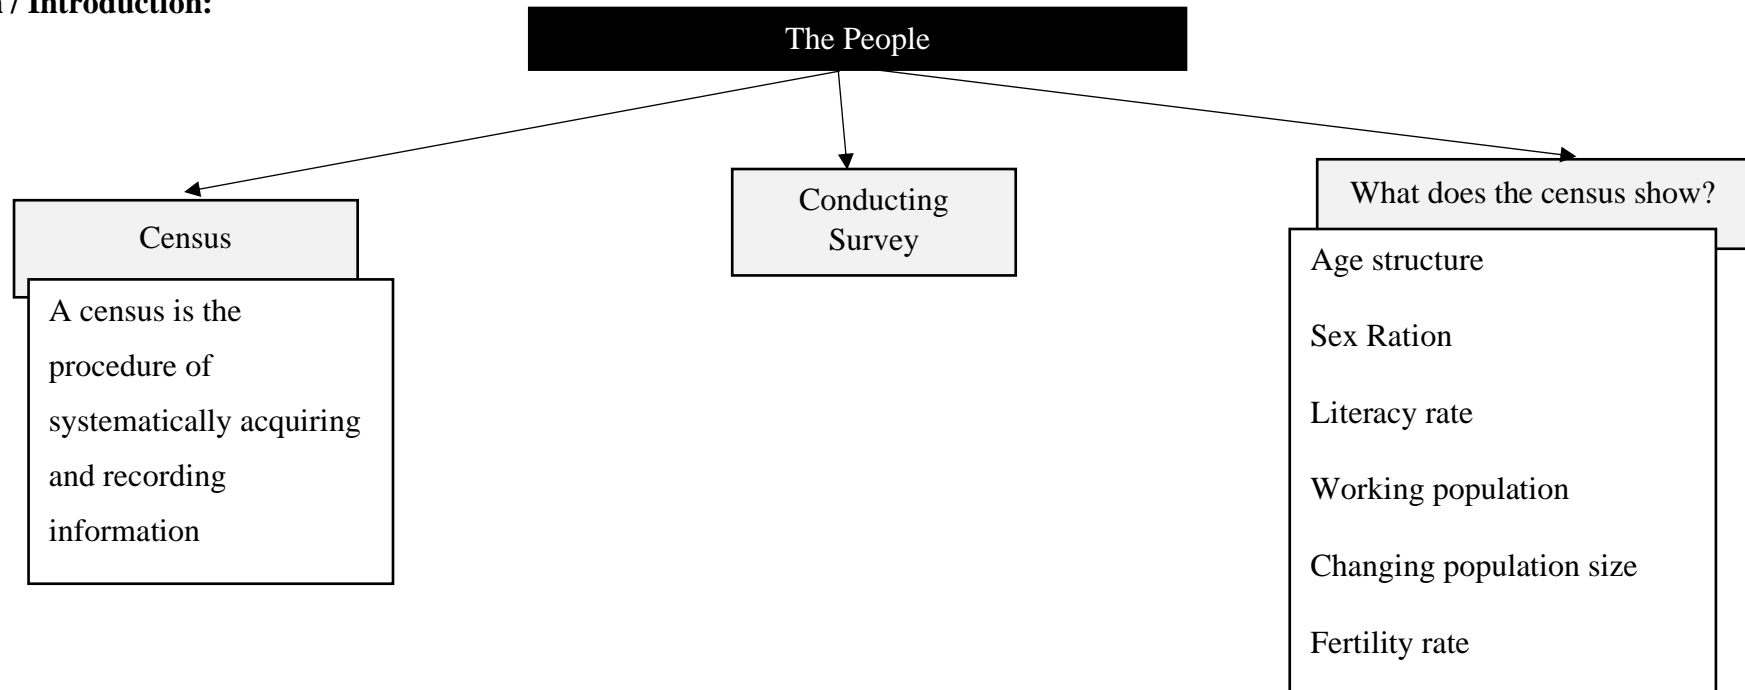 / Introduction:
The People
Census
A census is the
procedure of
systematically acquiring
and recording
information
Conducting
Survey
What does the census show?
Age structure
Sex Ration
Literacy rate
Working population
Changing population size
Fertility rate